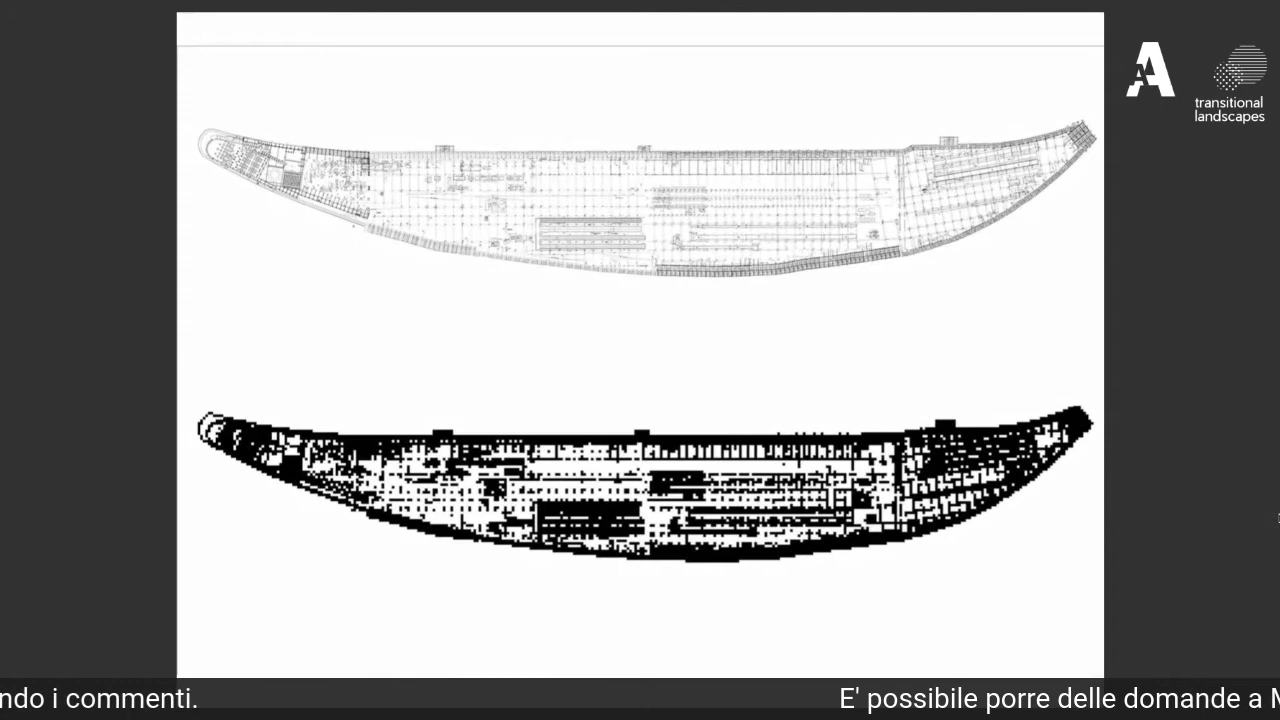 A
transitional
landscapes
ndo i commenti.
E' possibile porre delle domande a M